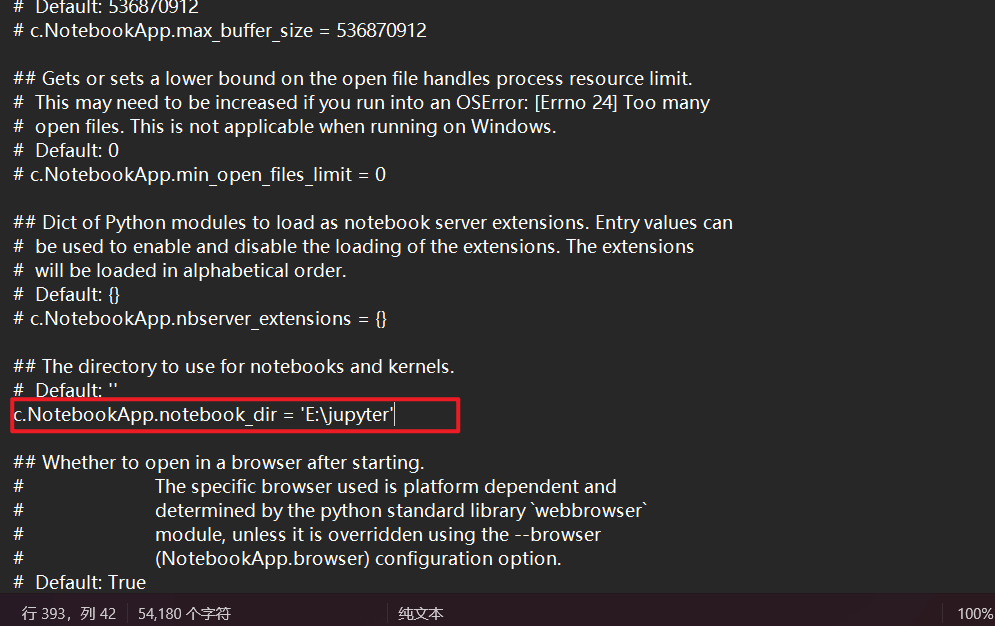 #  Default: 536870912
# c.NotebookApp.max_buffer_size = 536870912
## Gets or sets a lower bound on the open file handles process resource limit.
#  This may need to be increased if you run into an OSError: [Errno 24] Too many
#  open files. This is not applicable when running on Windows.
#  Default: 0
# c.NotebookApp.min_open_files_limit = 0
## Dict of Python modules to load as notebook server extensions. Entry values can
#  be used to enable and disable the loading of the extensions. The extensions
#  will be loaded in alphabetical order.
#  Default: {}
# c.NotebookApp.nbserver_extensions = {}
## The directory to use for notebooks and kernels.
#  Default: ''
c.NotebookApp.notebook_dir = 'E:\jupyter'
## Whether to open in a browser after starting.
#                        The specific browser used is platform dependent and
#                        determined by the python standard library `webbrowser`
#                        module, unless it is overridden using the --browser
#                        (NotebookApp.browser) configuration option.
#  Default: True
行 393，列 42 54,180 个字符 纯文本 100%